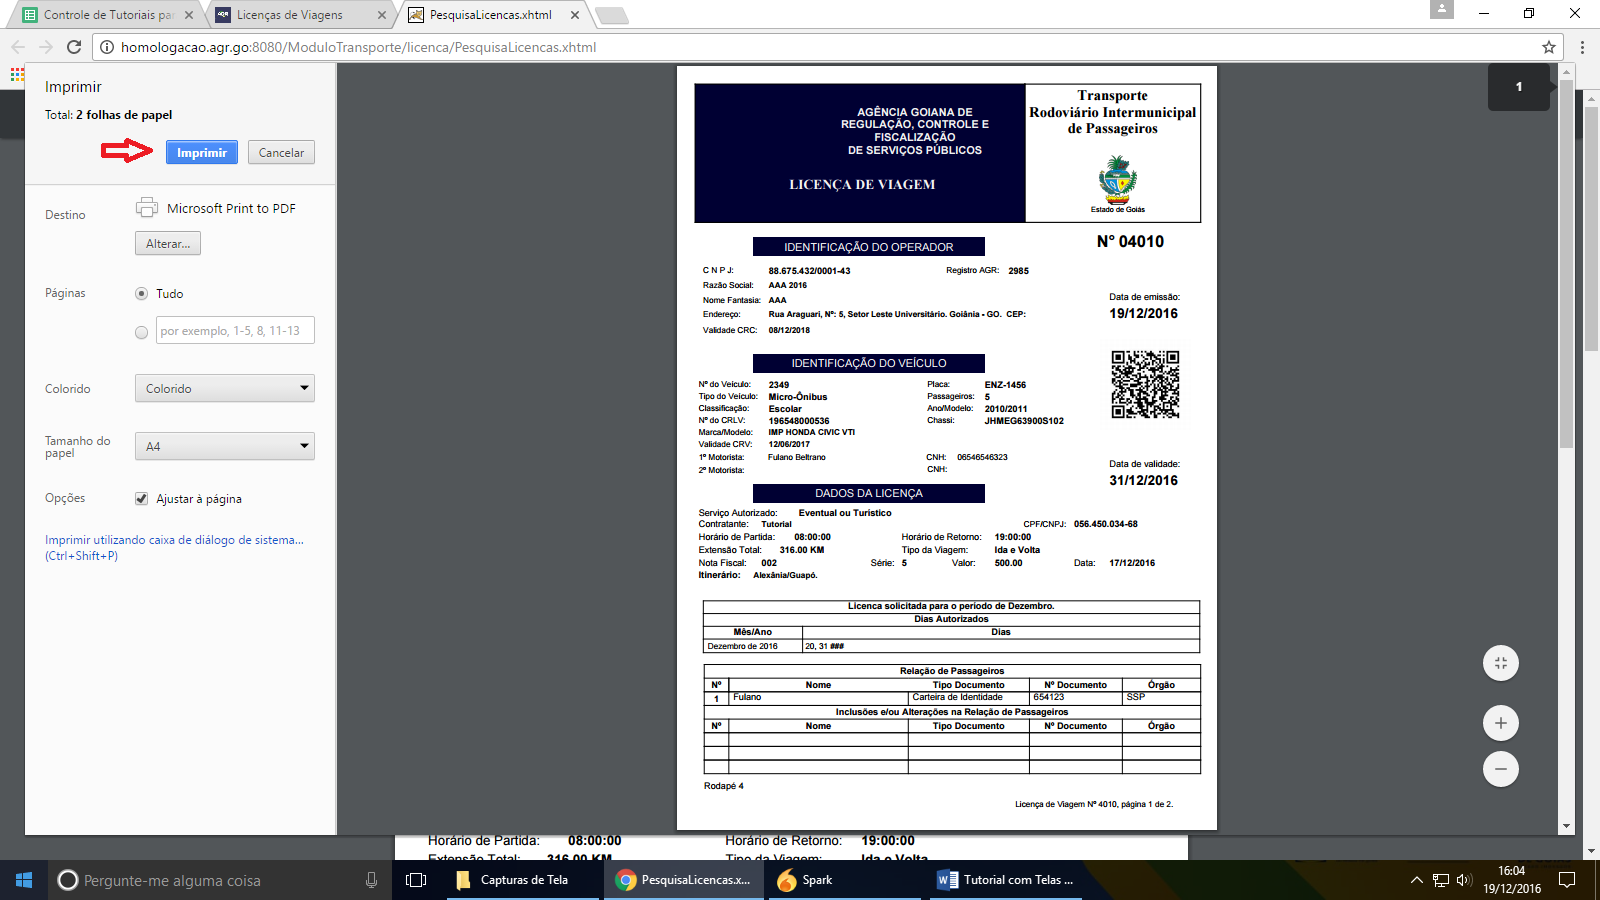 Controle de Tutoriais par
Licenças de Viagens
PesquisaLicencas.xhtml
homologacao.agr.go:8080/ModuloTransporte/licenca/PesquisaLicencas.xhtml
Imprimir
Total: 2 folhas de papel
Imprimir
Cancelar
Destino
Microsoft Print to PDF
Alterar...
Páginas
Tudo
por exemplo, 1-5, 8, 11-13
Colorido
Colorido
Tamanho do
papel
A4
Opções
Ajustar à página
Imprimir utilizando caixa de diálogo de sistema...
(Ctrl+Shift+P)
1
AGÊNCIA GOIANA DE
REGULAÇÃO, CONTROLE E
FISCALIZAÇÃO
DE SERVIÇOS PÚBLICOS
LICENÇA DE VIAGEM
Transporte
Rodoviário Intermunicipal
de Passageiros
Estado de Goiás
IDENTIFICAÇÃO DO OPERADOR
N° 04010
C N P J: 88.675.432/0001-43 Registro AGR: 2985
Razão Social: AAA 2016
Nome Fantasia: AAA
Endereço: Rua Araguari, Nº: 5, Setor Leste Universitário. Goiânia - GO. CEP:
Validade CRC: 08/12/2018
Data de emissão:
19/12/2016
IDENTIFICAÇÃO DO VEÍCULO
Nº do Veículo: 2349 Placa: ENZ-1456
Tipo do Veículo: Micro-Ônibus Passageiros: 5
Classificação: Escolar Ano/Modelo: 2010/2011
Nº do CRLV: 196548000536 Chassi: JHMEG63900S102
Marca/Modelo: IMP HONDA CIVIC VTI
Validade CRV: 12/06/2017
1º Motorista: Fulano Beltrano CNH: 06546546323
2º Motorista: CNH:
Data de validade:
31/12/2016
DADOS DA LICENÇA
Serviço Autorizado: Eventual ou Turístico
Contratante: Tutorial CPF/CNPJ: 056.450.034-68
Horário de Partida: 08:00:00 Horário de Retorno: 19:00:00
Extensão Total: 316.00 KM Tipo da Viagem: Ida e Volta
Nota Fiscal: 002 Série: 5 Valor: 500.00 Data: 17/12/2016
Itinerário: Alexânia/Guapó.
Licenca solicitada para o período de Dezembro.
Dias Autorizados
Mês/Ano Dias
Dezembro de 2016 20, 31 ###
Relação de Passageiros
Nº Nome Tipo Documento Nº Documento Órgão
1 Fulano Carteira de Identidade 654123 SSP
Inclusões e/ou Alterações na Relação de Passageiros
Nº Nome Tipo Documento Nº Documento Órgão
Rodapé 4
Licença de Viagem Nº 4010, página 1 de 2.
Horário de Partida: 08:00:00 Horário de Retorno: 19:00:00
Extensão Total: 316.00 KM Tipo da Viagem: Ida e Volta
Pergunte-me alguma coisa
Capturas de Tela
PesquisaLicencas.x...
Spark
Tutorial com Telas ...
16:04
19/12/2016